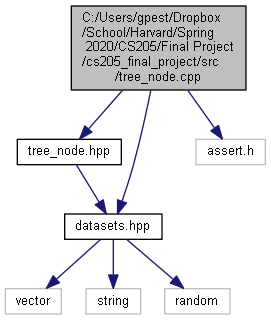 C:/Users/gpest/Dropbox
/School/Harvard/Spring
2020/CS205/Final Project
/cs205_final_project/src
/tree_node.cpp
tree_node.hpp
assert.h
datasets.hpp
vector
string
random